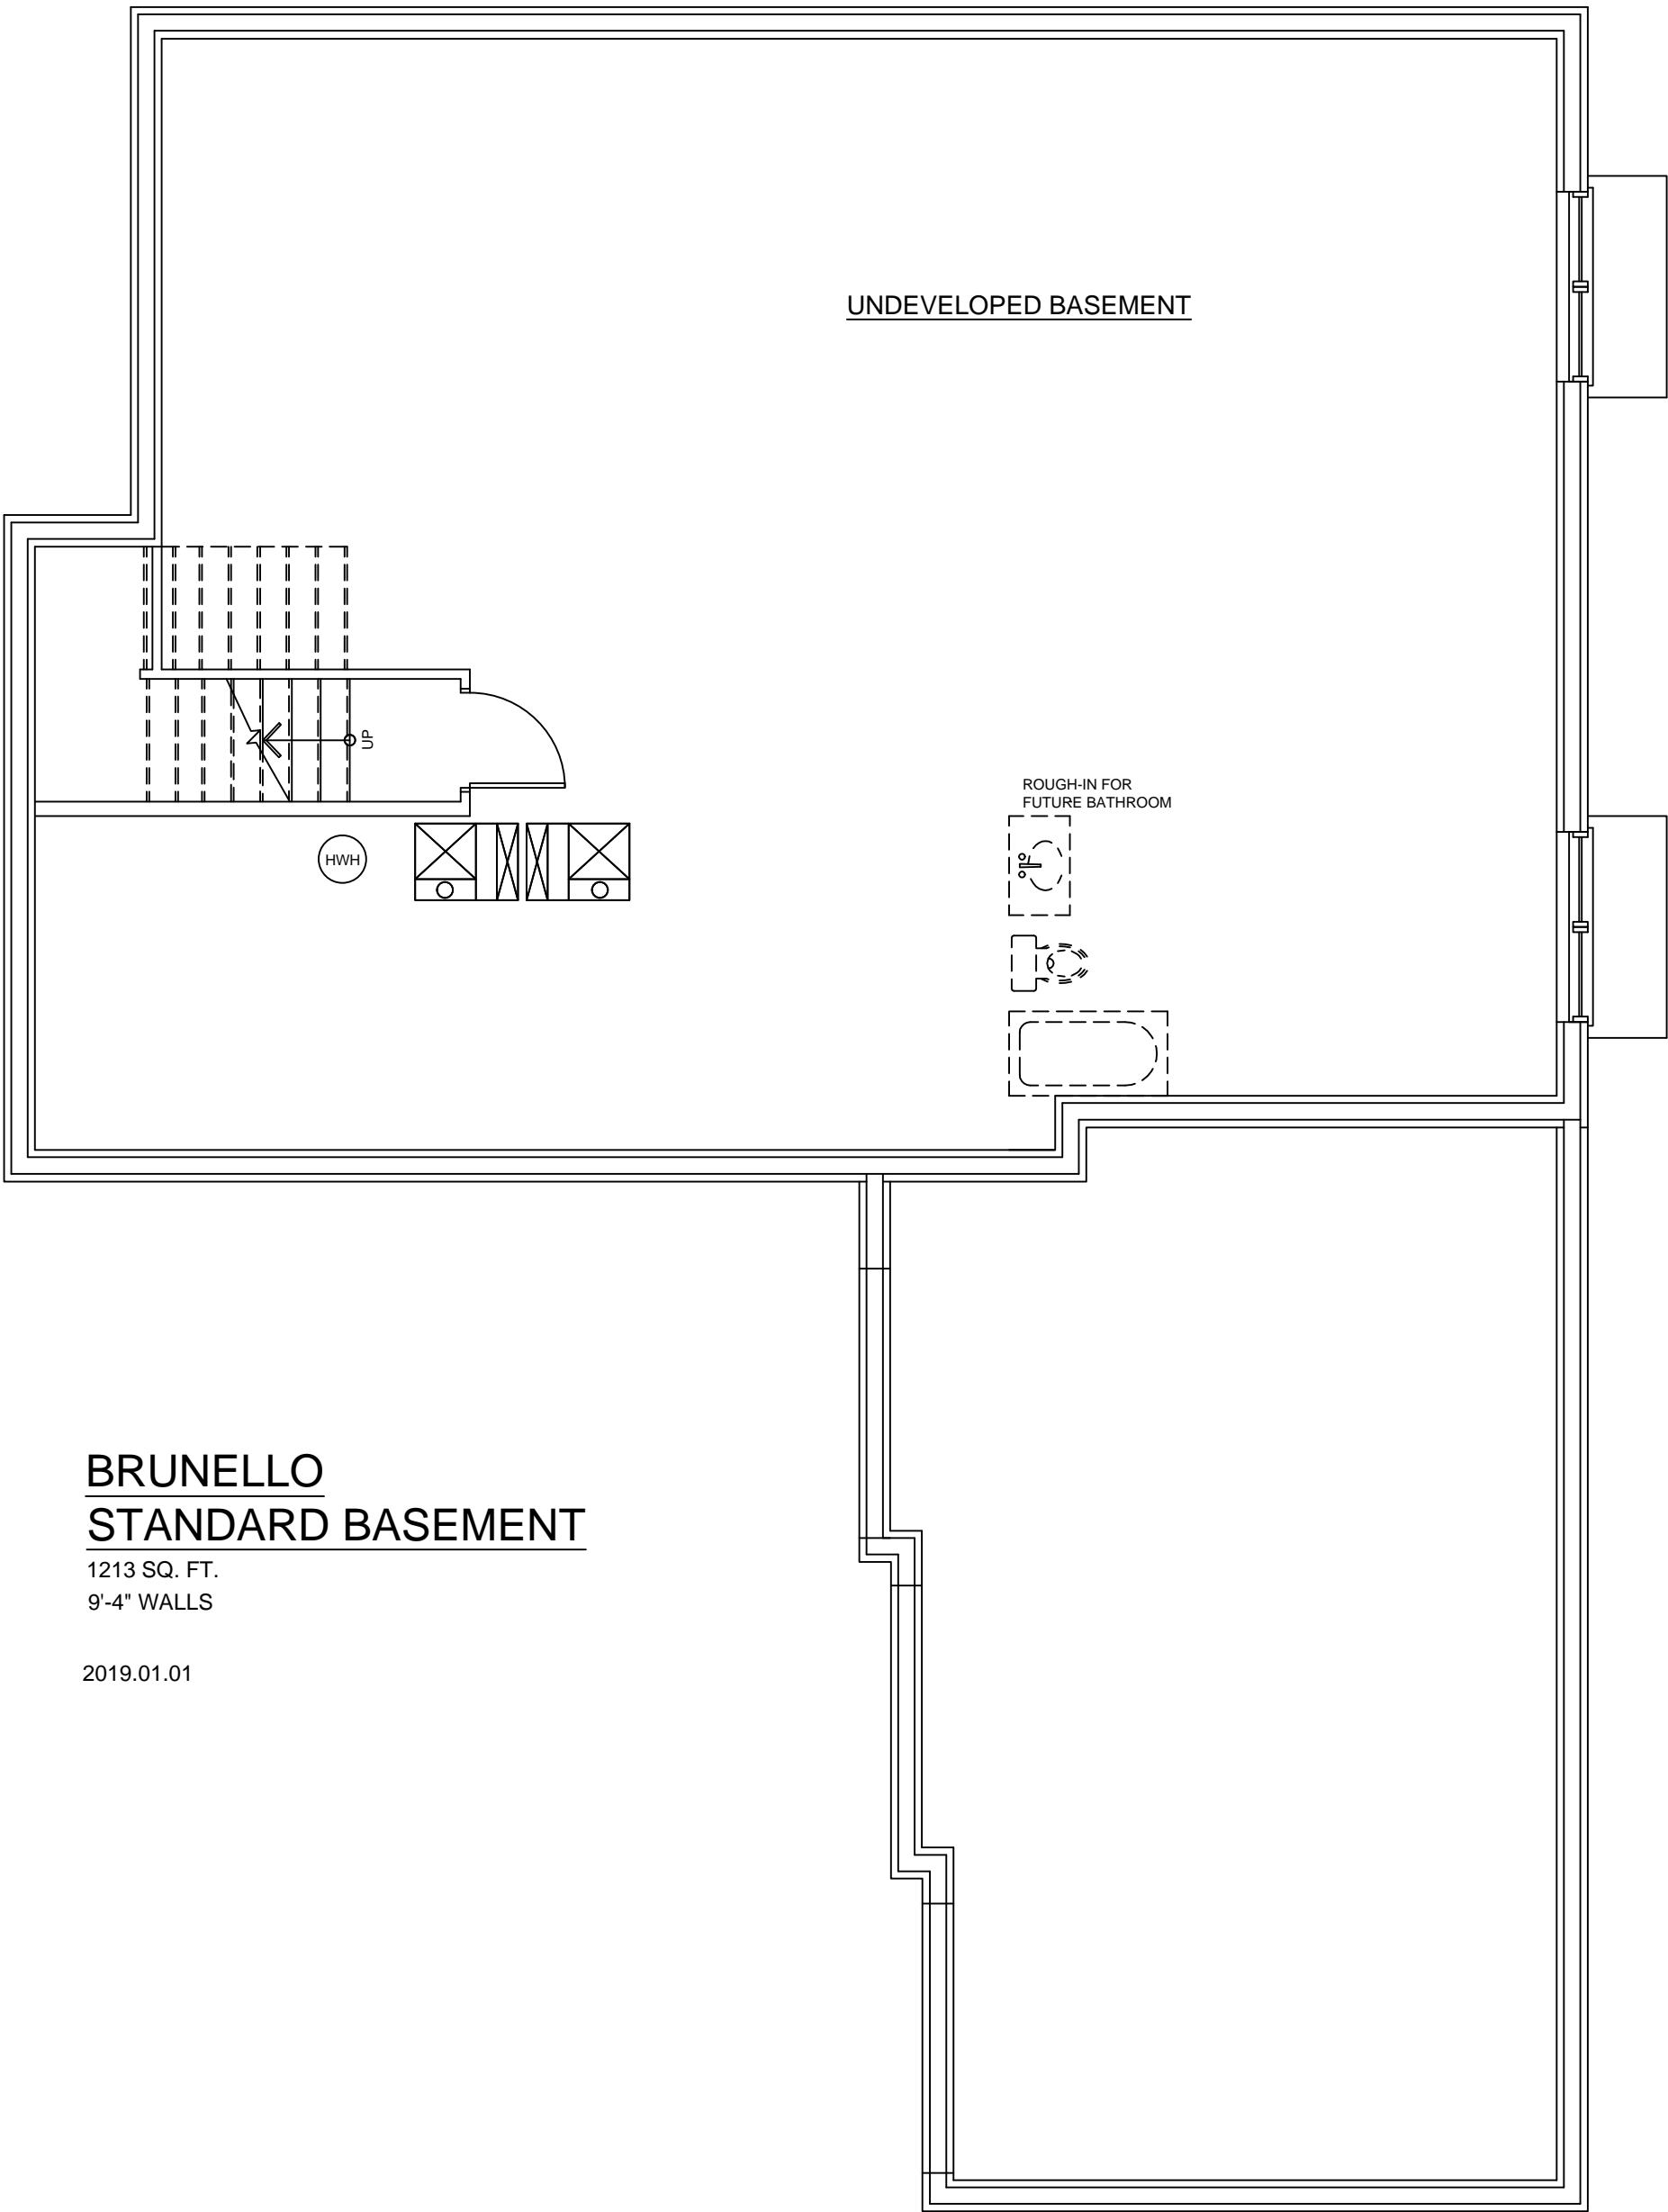 UNDEVELOPED BASEMENT
UP
ROUGH-IN FOR
FUTURE BATHROOM
HWH
BRUNELLO
STANDARD BASEMENT
1213 SQ. FT.
9'-4" WALLS
2019.01.01